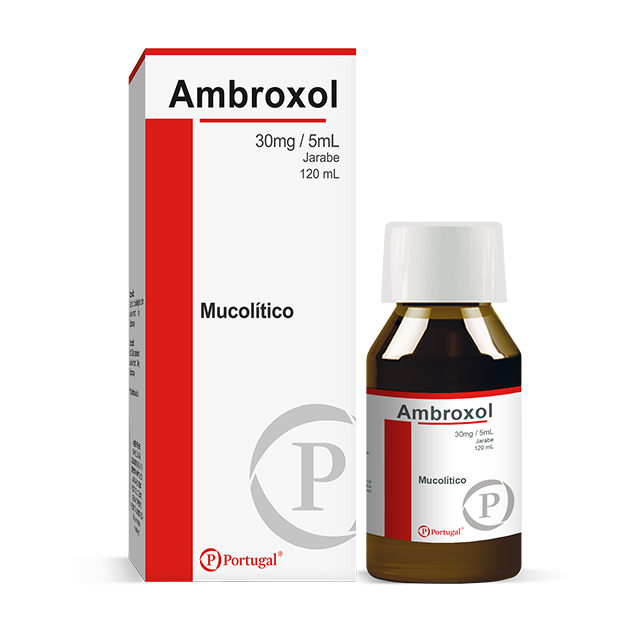 Ambroxol
30mg / 5mL
Jarabe
120 mL
Mucolítico
P
P Portugal®
Ambroxol
30mg / 5mL
Jarabe
120 mL
Mucolítico
P
P Portugal®